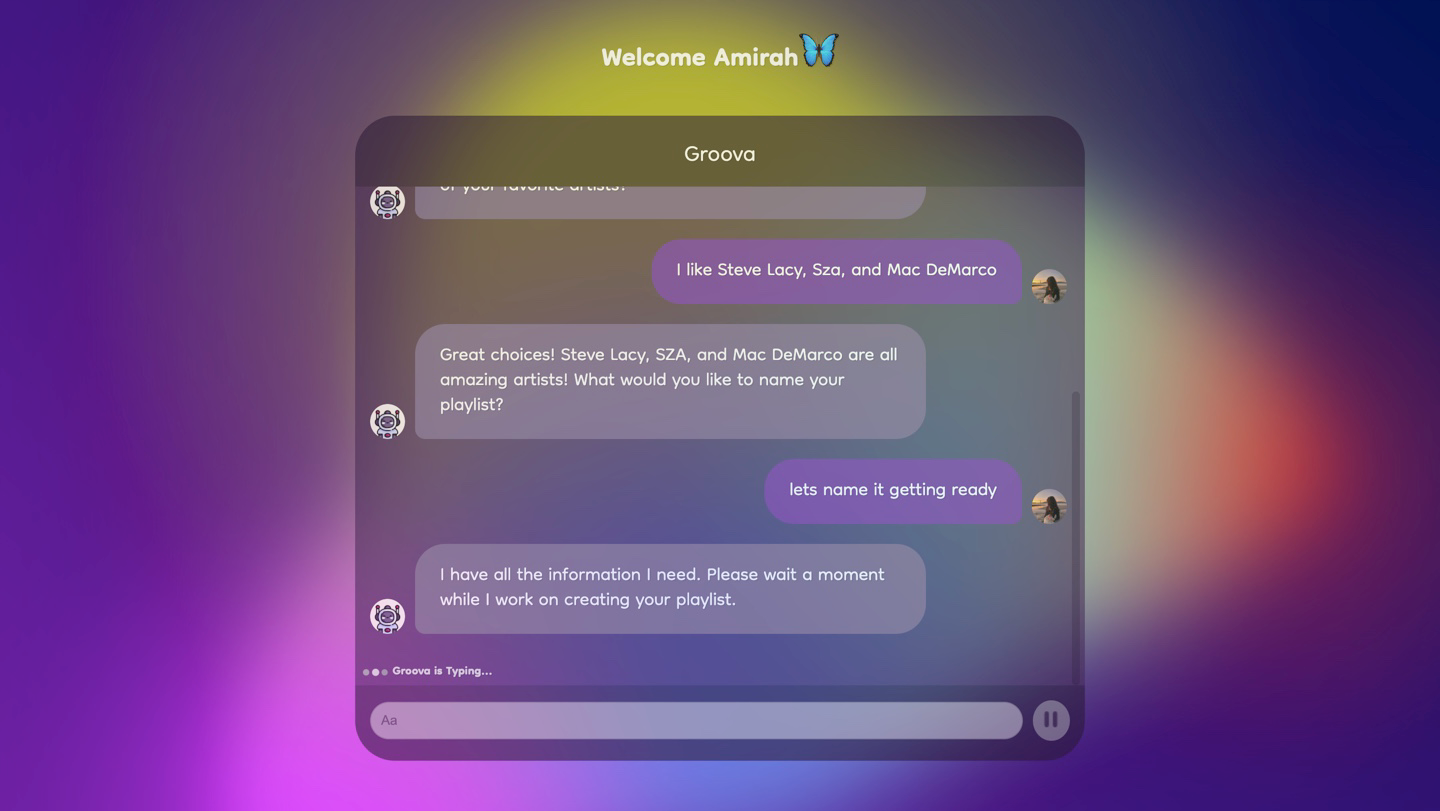 Welcome Amirah🦋
Groova
of your favorite artists?
I like Steve Lacy, Sza, and Mac DeMarco
Great choices! Steve Lacy, SZA, and Mac DeMarco are all
amazing artists! What would you like to name your
playlist?
lets name it getting ready
I have all the information I need. Please wait a moment
while I work on creating your playlist.
Groova is Typing...
Aa